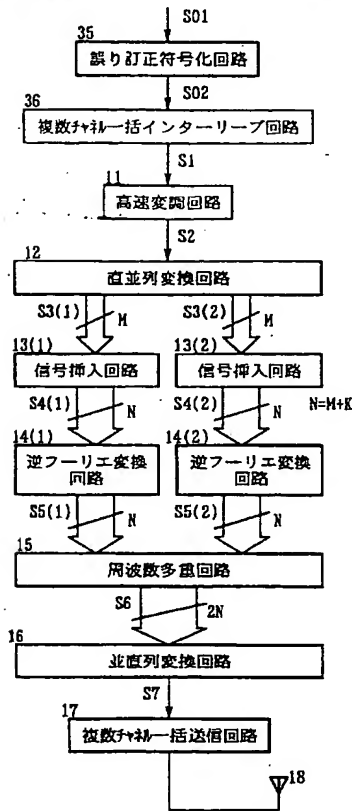 S01
35
誤り訂正符号化回路
S02
36
複数チャネル一括インターリーブ回路
S1
11
高速変調回路
S2
12
直並列変換回路
S3(1) M S3(2) M
13(1) 13(2)
信号挿入回路 信号挿入回路
S4(1) N S4(2) N N=M+K
14(1) 14(2)
逆フーリエ変換 逆フーリエ変換
回路 回路
S5(1) N S5(2) N
15
周波数多重回路
S6 2N
16
並直列変換回路
S7
17
複数チャネル一括送信回路
18